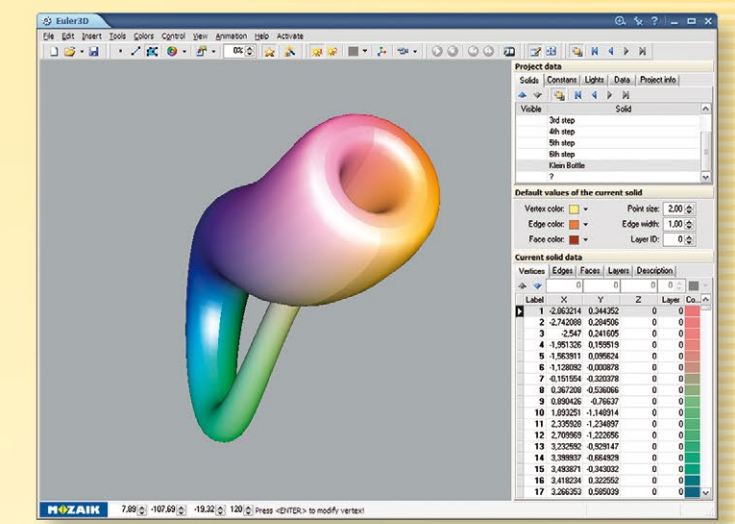 Euler3D
File Edit Insert Tools Colors Control View Animation Help Activate
0%
Project data
Solids Constans Lights Data Project info
Visible Solid
3rd step
4th step
5th step
6th step
Klein Bottle
?
Default values of the current solid
Vertex color: Point size: 2,00
Edge color: Edge width: 1,00
Face color: Layer ID: 0
Current solid data
Vertices Edges Faces Layers Description
0 0 0 0
Label X Y Z Layer Co...
1 -2,863214 0,344352 0 0
2 -2,742088 0,284506 0 0
3 -2,547 0,241605 0 0
4 -1,951326 0,159519 0 0
5 -1,563911 0,095624 0 0
6 -1,128092 -0,000878 0 0
7 -0,151554 -0,320378 0 0
8 0,367208 -0,536066 0 0
9 0,890426 -0,76637 0 0
10 1,893251 -1,148914 0 0
11 2,335928 -1,234897 0 0
12 2,709969 -1,222656 0 0
13 3,232592 -0,929147 0 0
14 3,399937 -0,664929 0 0
15 3,493871 -0,343032 0 0
16 3,418234 0,322552 0 0
17 3,266353 0,585039 0 0
MOZAIK 7,89 -107,69 -19,32 120 Press <ENTER> to modify vertex!